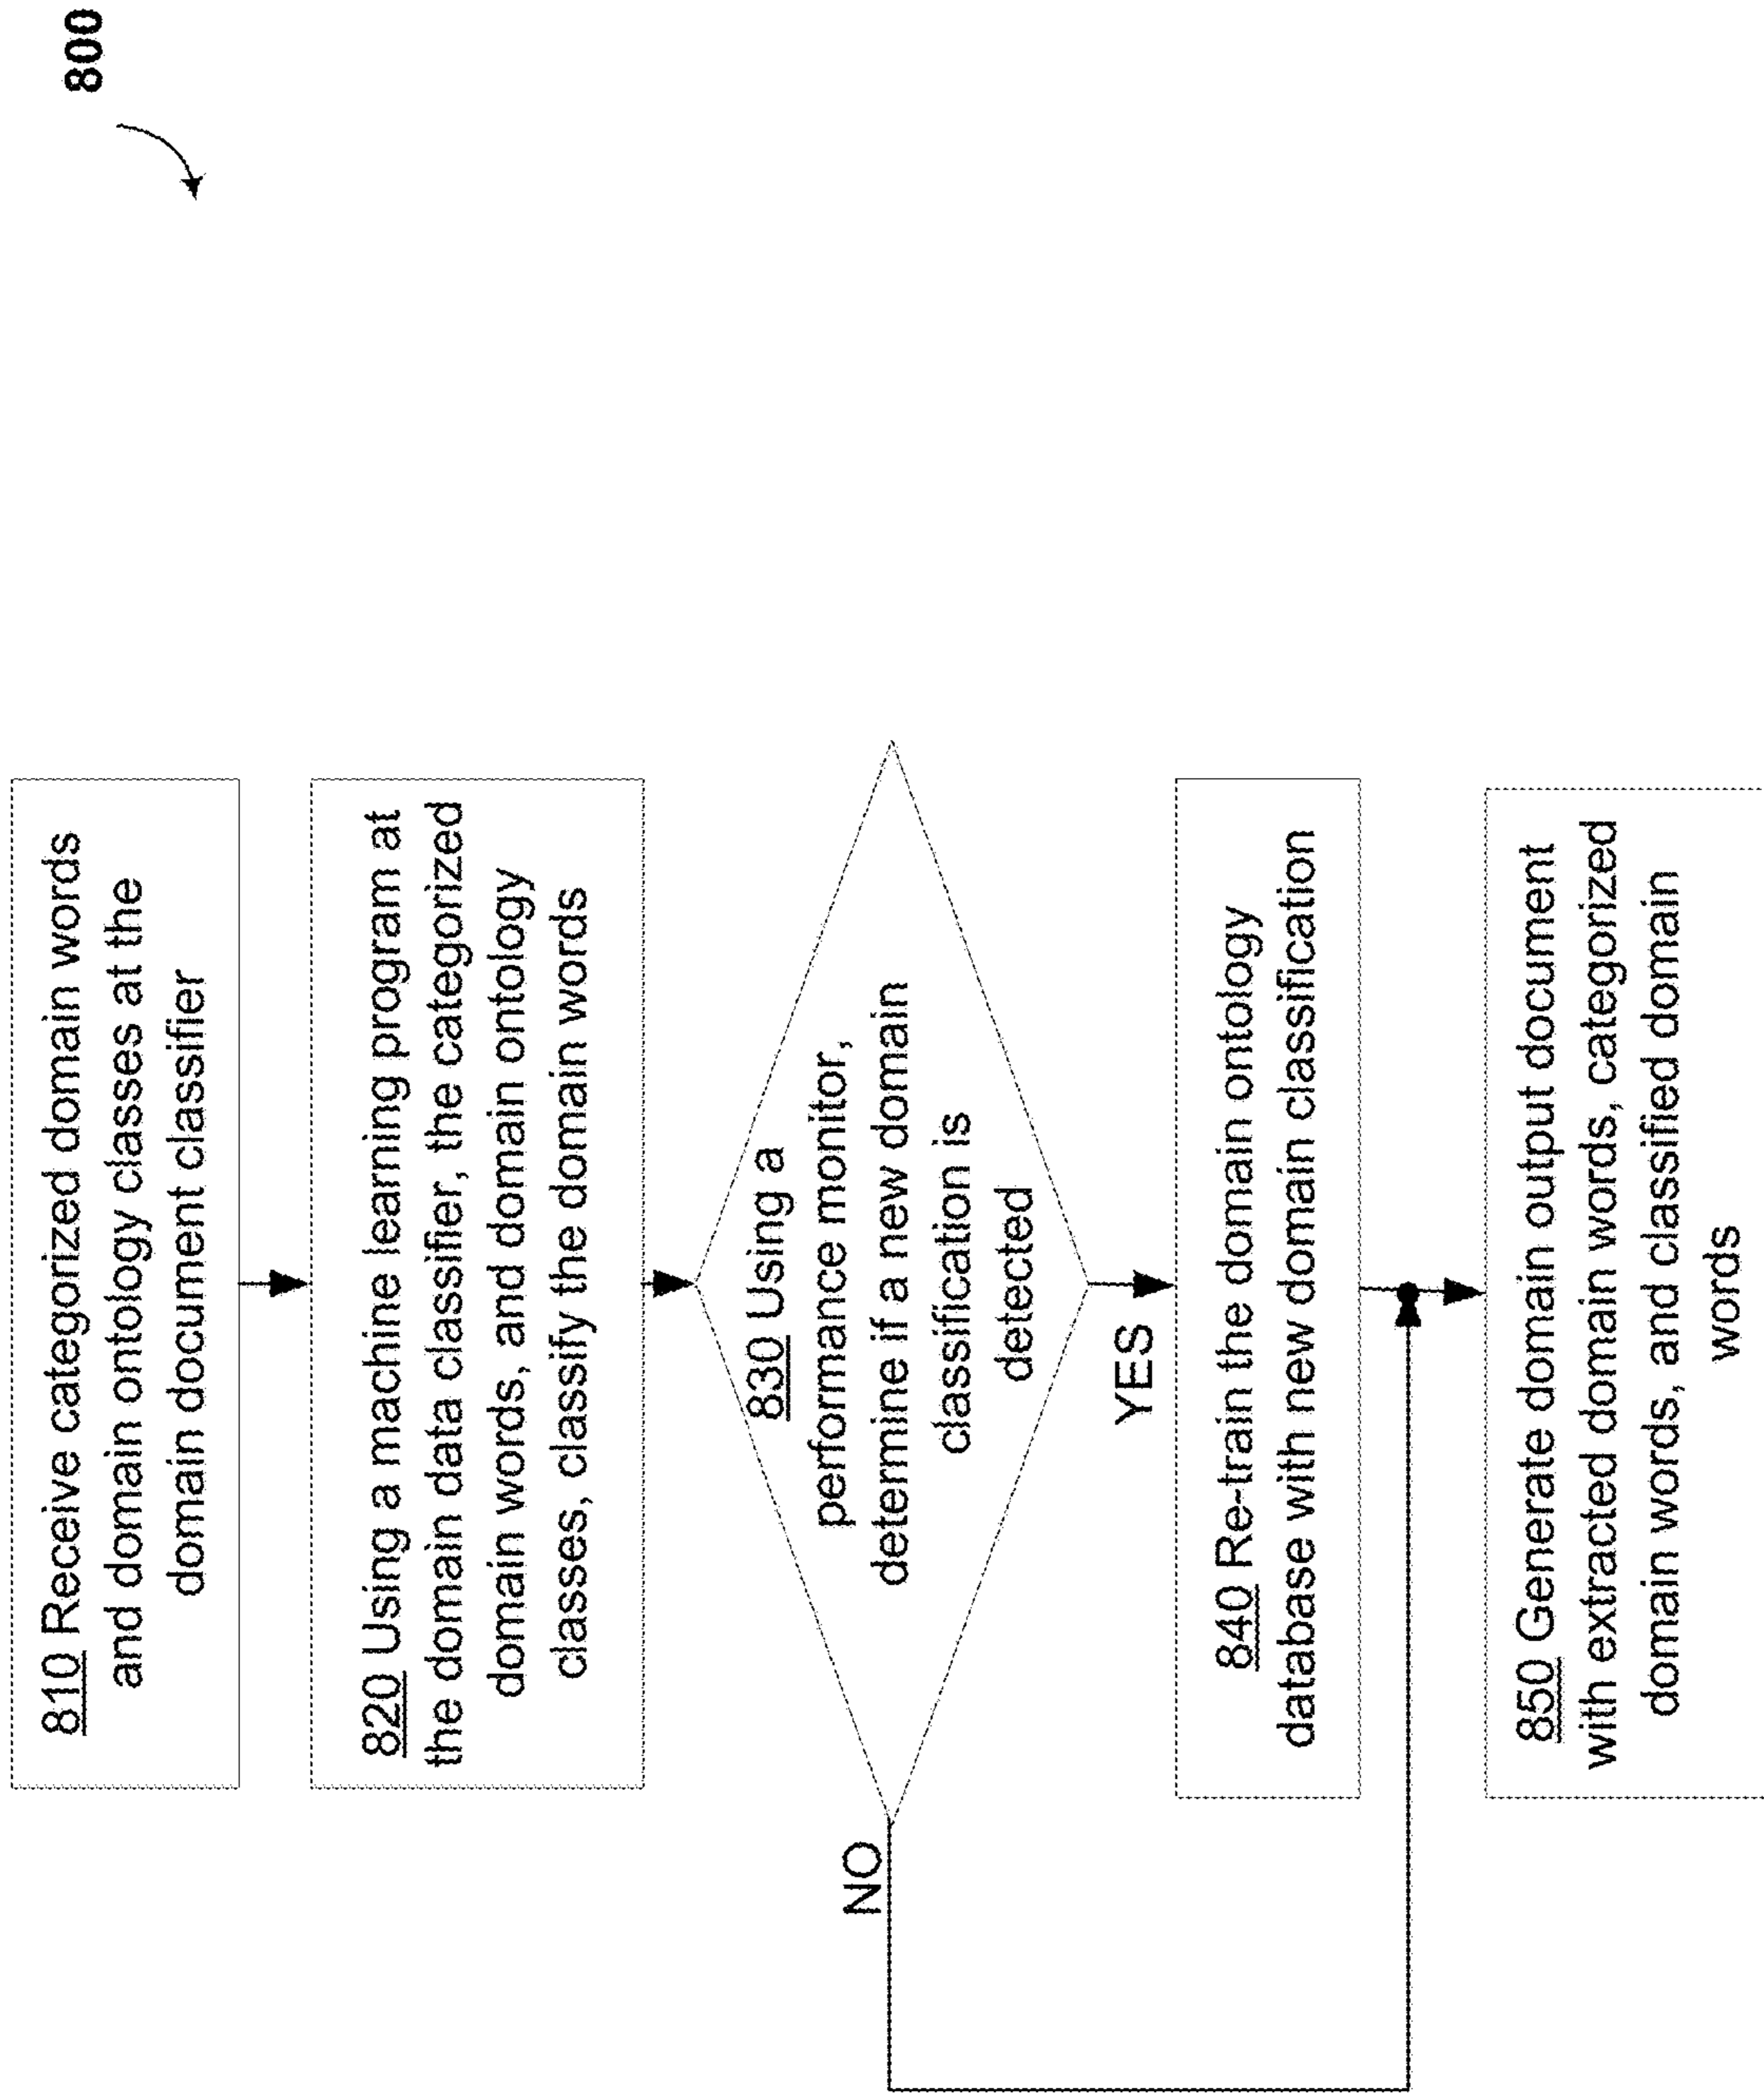 800
810 Receive categorized domain words
and domain ontology classes at the
domain document classifier
820 Using a machine learning program at
the domain data classifier, the categorized
domain words, and domain ontology
classes, classify the domain words
830 Using a
performance monitor,
determine if a new domain
classification is
detected
NO
YES
840 Re-train the domain ontology
database with new domain classification
850 Generate domain output document
with extracted domain words, categorized
domain words, and classified domain
words